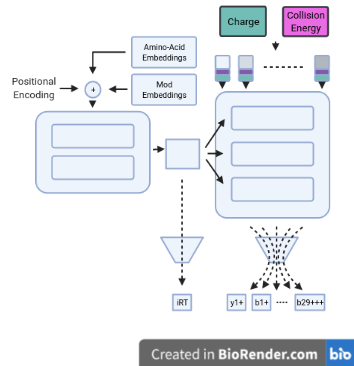 Charge
Collision
Energy
Amino-Acid
Embeddings
Positional
Encoding
+
Mod
Embeddings
iRT
y1+
b1+
----
b29+++
Created in BioRender.com
bio